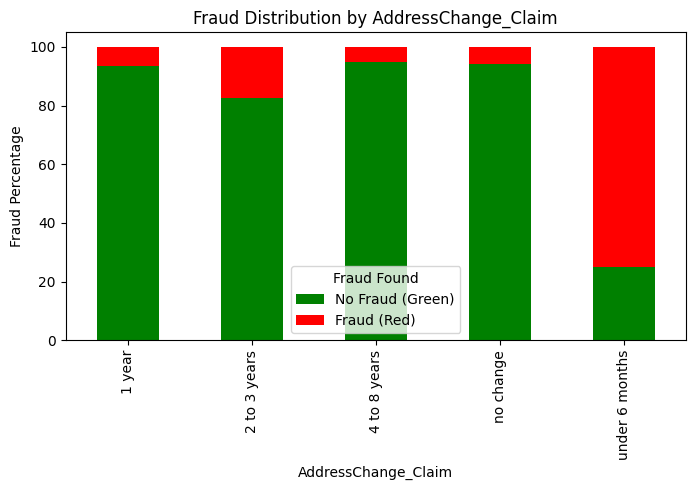 Fraud Distribution by AddressChange_Claim
Fraud Percentage
100
80
60
40
20
0
Fraud Found
No Fraud (Green)
Fraud (Red)
1 year
2 to 3 years
4 to 8 years
no change
under 6 months
AddressChange_Claim